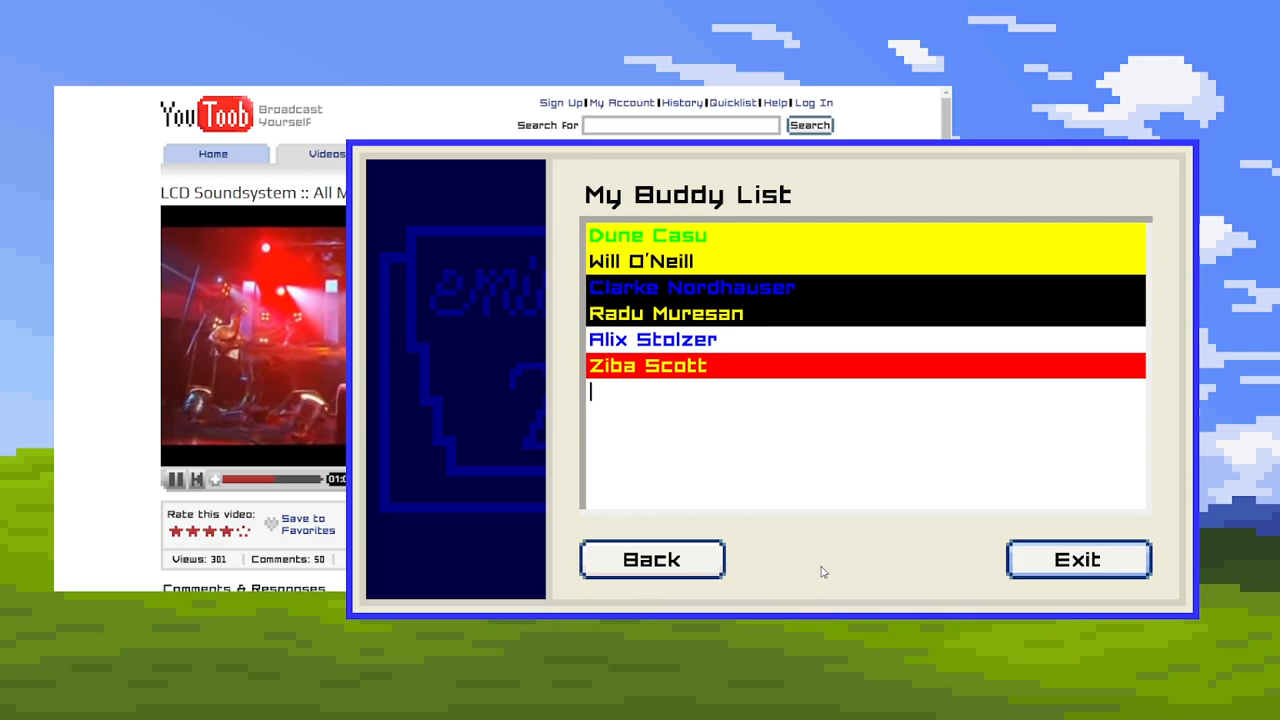 YouToob
Broadcast
Yourself
Sign Up My Account History Quicklist Help Log In
Search for
Search
Home
Videos
LCD Soundsystem :: All M
Rate this video:
Save to
Favorites
Views: 301
Comments: 50
Comments & Responses
My Buddy List
Dune Casu
Will O'Neill
Clarke Nordhauser
Radu Muresan
Alix Stolzer
Ziba Scott
Back
Exit